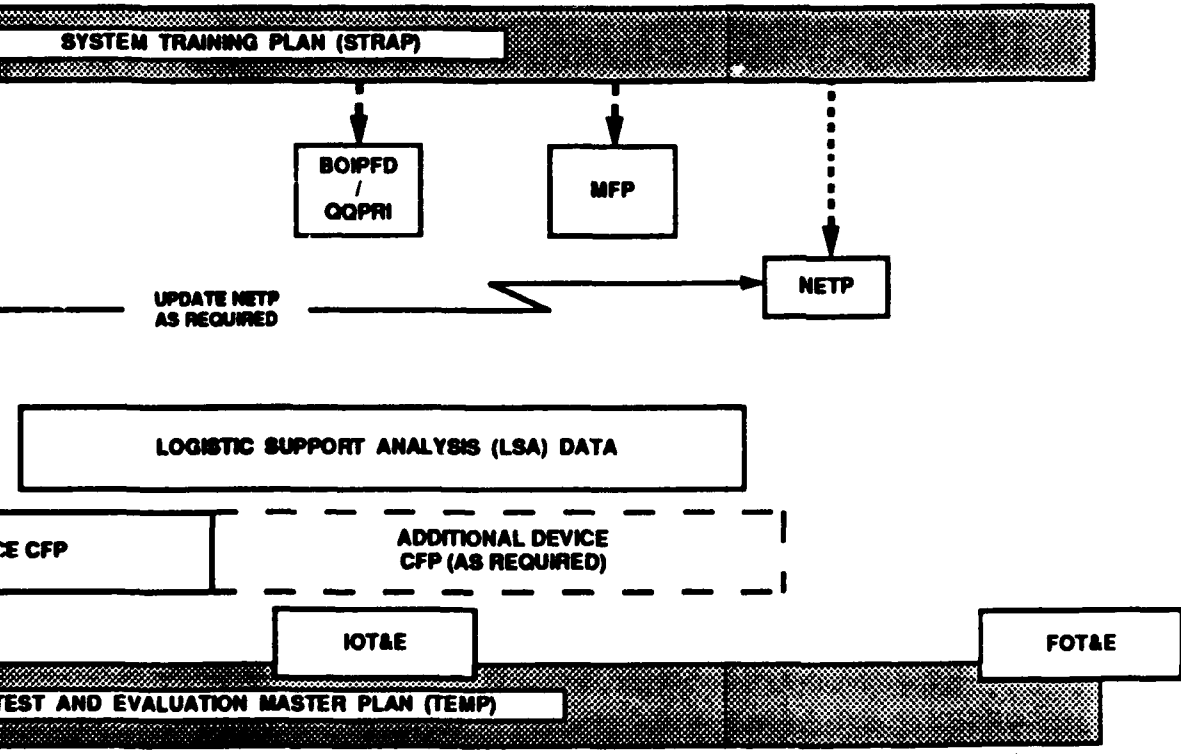 SYSTEM TRAINING PLAN (STRAP)
BOIPFD
/
QQPRI
MFP
NETP
UPDATE NETP
AS REQUIRED
LOGISTIC SUPPORT ANALYSIS (LSA) DATA
CE CFP
ADDITIONAL DEVICE
CFP (AS REQUIRED)
IOT&E
FOT&E
TEST AND EVALUATION MASTER PLAN (TEMP)